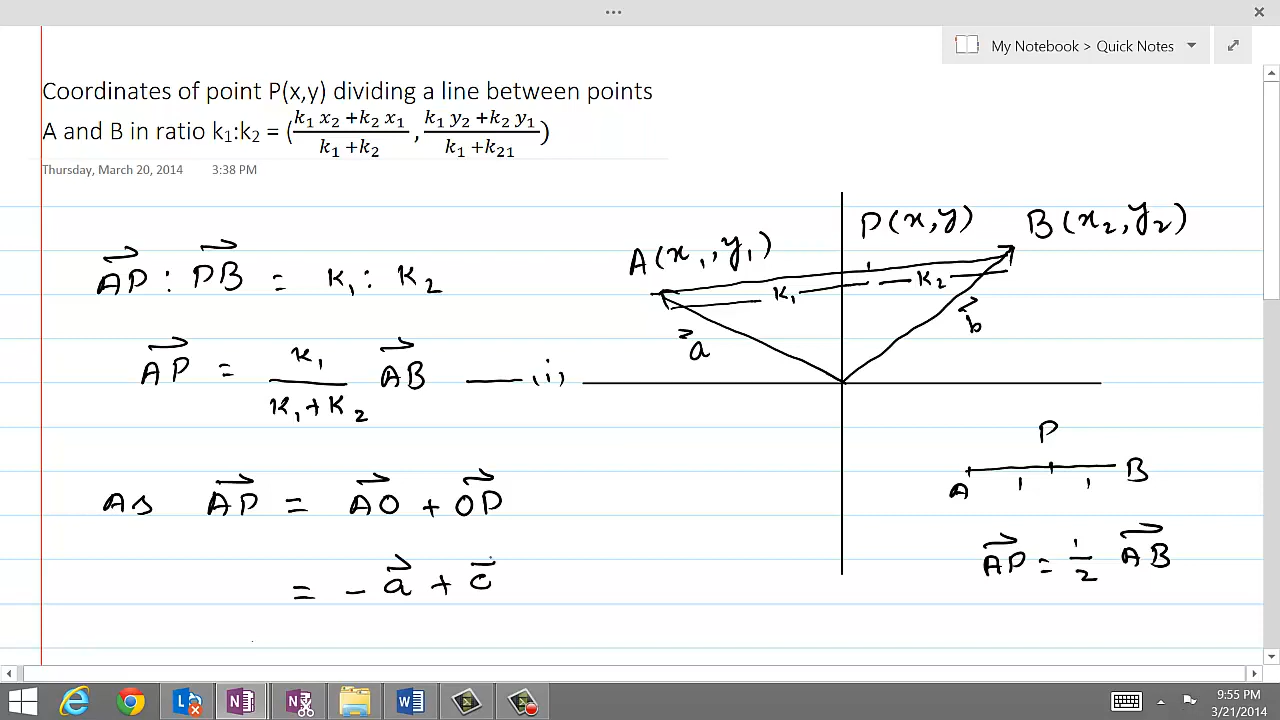 ...
My Notebook > Quick Notes
Coordinates of point P(x,y) dividing a line between points
A and B in ratio k₁:k₂ = (k₁ x₂ +k₂ x₁ / k₁ +k₂ , k₁ y₂ +k₂ y₁ / k₁ +k₂₁)
Thursday, March 20, 2014 3:38 PM
AP⃗ : PB⃗ = K₁ : K₂
AP⃗ = K₁ / K₁+K₂ AB⃗ —— (i)
As AP⃗ = AO⃗ + OP⃗
= - a⃗ + c⃗
A(x₁,y₁)
P(x,y)
B(x₂,y₂)
K₁
K₂
a⃗
b⃗
P
A 1 1 B
AP⃗ = 1/2 AB⃗
9:55 PM
3/21/2014